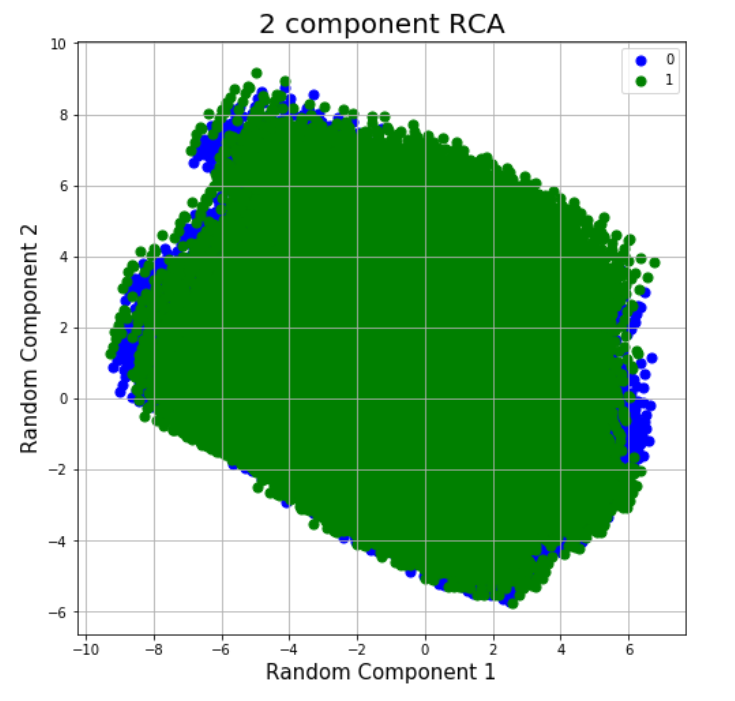 2 component RCA
0
1
Random Component 2
10
8
6
4
2
0
−2
−4
−6
−10 −8 −6 −4 −2 0 2 4 6
Random Component 1